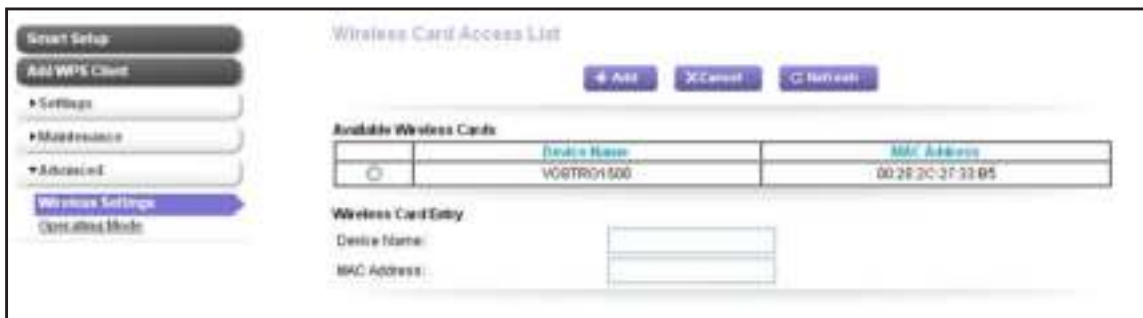 Smart Setup
Add WPS Client
Settings
Maintenance
Advanced
Wireless Settings
Operating Mode
Wireless Card Access List
Add
Cancel
Refresh
Available Wireless Cards
Device Name
MAC Address
VOSTRO1500
Wireless Card Entry
Device Name:
MAC Address: